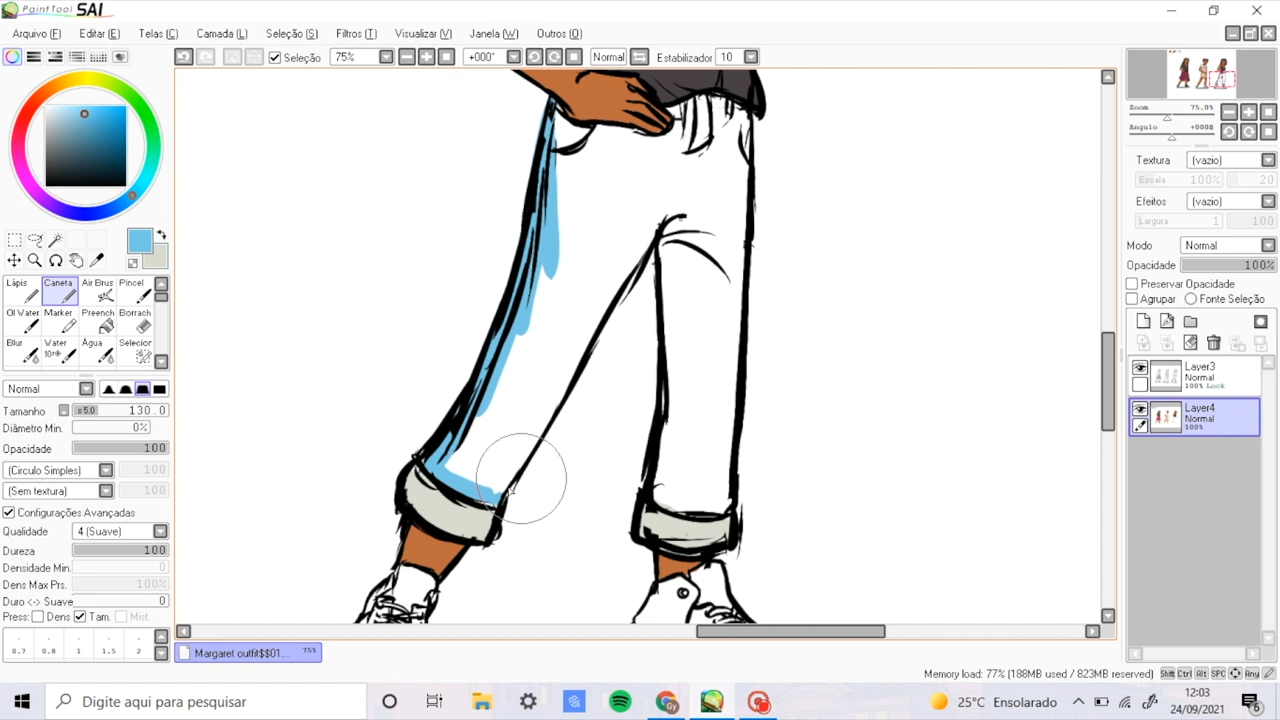 PaintTool SAI
Arquivo (F) Editar (E) Telas (C) Camada (L) Seleção (S) Filtros (T) Visualizar (V) Janela (W) Outros (O)
Seleção 75% +000° Normal Estabilizador 10
Zoom 75.0%
Angulo +000ð
Textura (vazio)
Escala 100% 20
Efeitos (vazio)
Largura 1 100
Modo Normal
Opacidade 100%
Preservar Opacidade
Agrupar Fonte Seleção
Layer3
Normal
100% Lock
Layer4
Normal
100%
Lápis Caneta Air Brus Pincel
Ol Water Marker Preench Borrach
Blur Water Água Selecior
Normal
Tamanho x 5.0 130.0
Diâmetro Min. 0%
Opacidade 100
(Circulo Simples) 100
(Sem textura) 100
Configurações Avançadas
Qualidade 4 (Suave)
Dureza 100
Densidade Min. 0
Dens Max Prs. 100%
Duro <-> Suave 0
Press: Dens Tam. Mist.
0.7 0.8 1 1.5 2
Margaret outfit$$01... 75%
Memory load: 77% (188MB used / 823MB reserved) Shift Ctrl Alt SPC Any
Digite aqui para pesquisar
25°C Ensolarado
12:03
24/09/2021
6